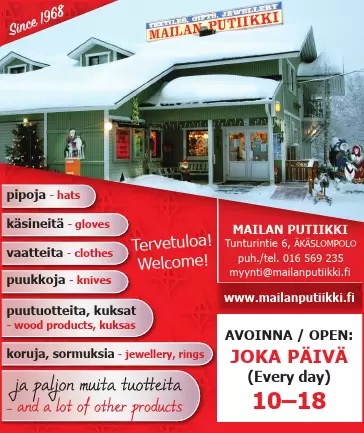 Since 1968
TEXTILES, GIFTS, JEWELLERY
MAILAN PUTIIKKI
pipoja - hats
käsineitä - gloves
vaatteita - clothes
puukkoja - knives
puutuotteita, kuksat
- wood products, kuksas
koruja, sormuksia - jewellery, rings
ja paljon muita tuotteita
- and a lot of other products
Tervetuloa!
Welcome!
MAILAN PUTIIKKI
Tunturintie 6, ÄKÄSLOMPOLO
puh./tel. 016 569 235
myynti@mailanputiikki.fi
www.mailanputiikki.fi
AVOINNA / OPEN:
JOKA PÄIVÄ
(Every day)
10–18